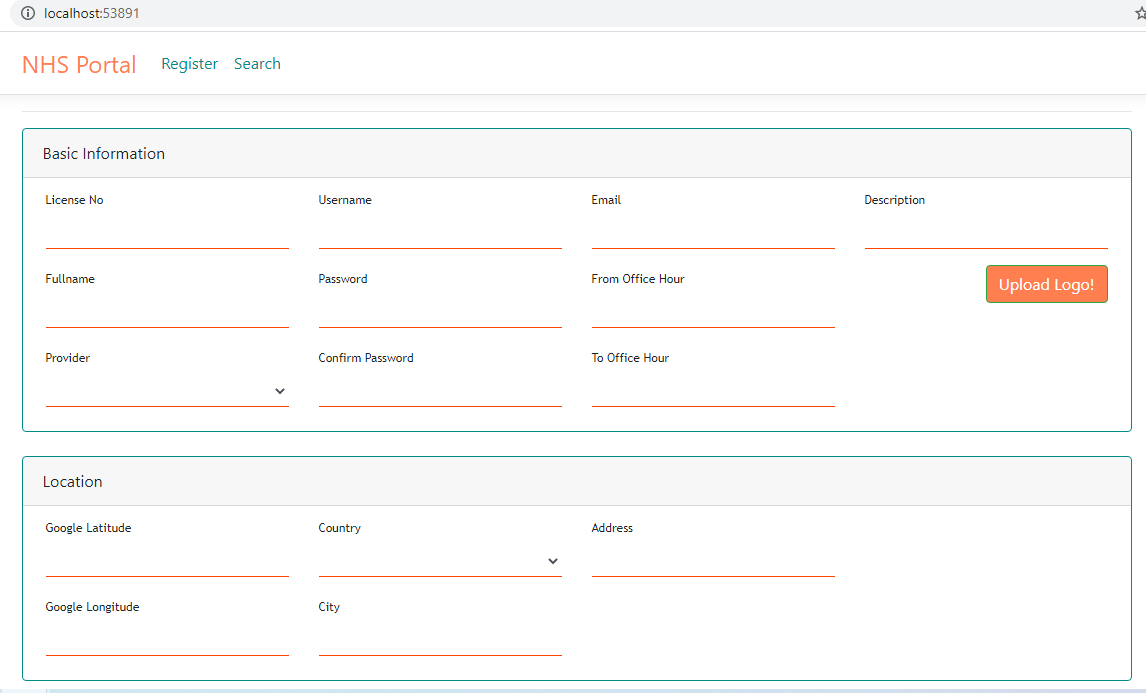 localhost:53891
NHS Portal Register Search
Basic Information
License No Username Email Description
Fullname Password From Office Hour Upload Logo!
Provider Confirm Password To Office Hour
Location
Google Latitude Country Address
Google Longitude City